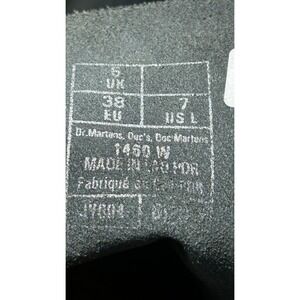 5
UK
38
EU
7
US L
Dr.Martens, Doc's, Doc Martens
1460 W
MADE IN LAO PDR
Fabriqué